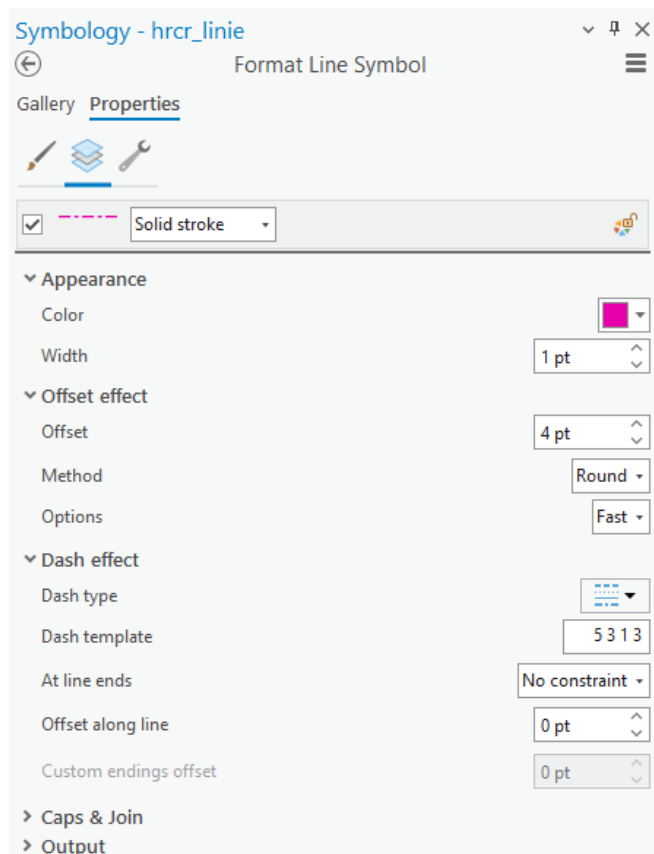 Symbology - hrcr_linie
Format Line Symbol
Gallery Properties
Solid stroke
Appearance
Color
Width 1 pt
Offset effect
Offset 4 pt
Method Round
Options Fast
Dash effect
Dash type
Dash template 5 3 1 3
At line ends No constraint
Offset along line 0 pt
Custom endings offset 0 pt
Caps & Join
Output